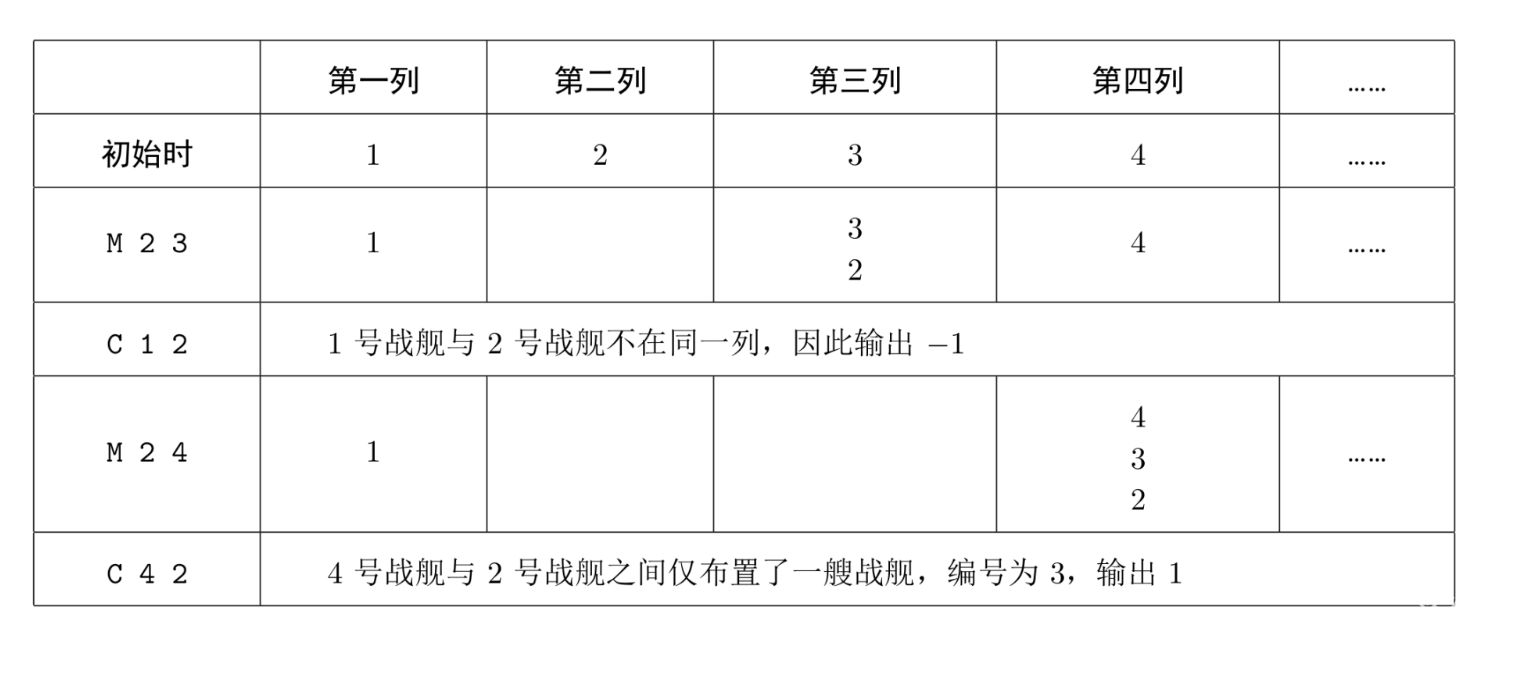 第一列 第二列 第三列 第四列 ……
初始时 1 2 3 4 ……
M 2 3 1 3 4 ……
2
C 1 2 1 号战舰与 2 号战舰不在同一列，因此输出 −1
4
M 2 4 1 3 ……
2
C 4 2 4 号战舰与 2 号战舰之间仅布置了一艘战舰，编号为 3，输出 1